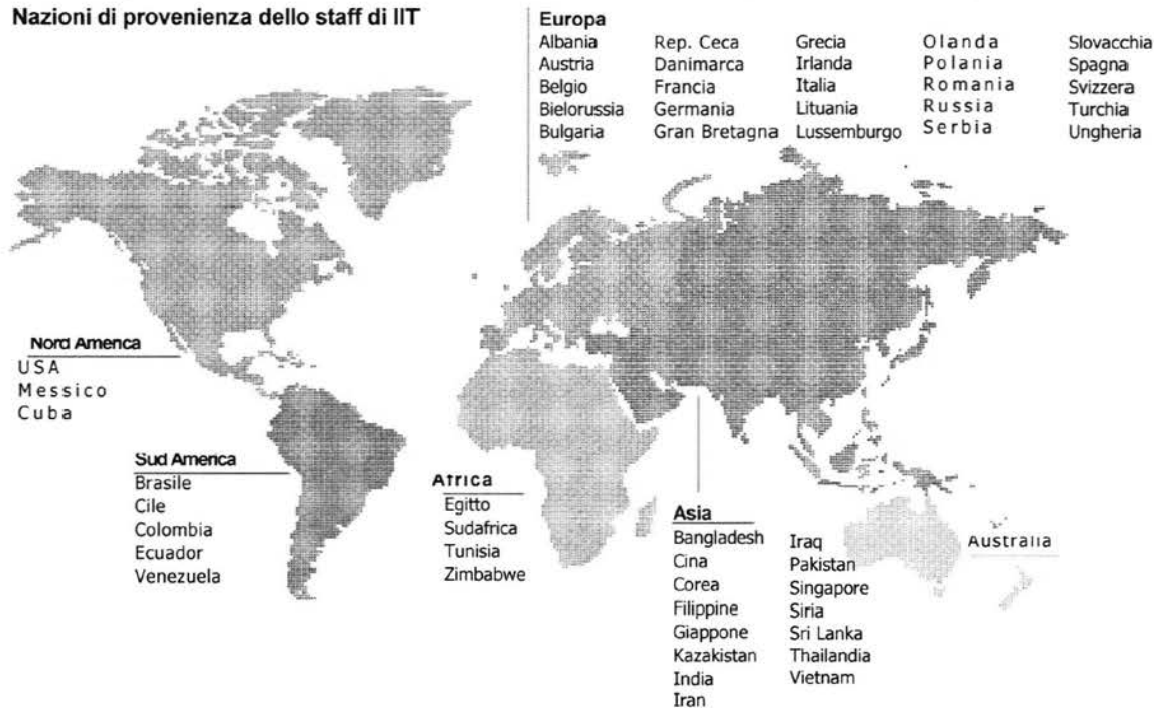 Nazioni di provenienza dello staff di IIT
Europa
Albania
Austria
Belgio
Bielorussia
Bulgaria
Rep. Ceca
Danimarca
Francia
Germania
Gran Bretagna
Grecia
Irlanda
Italia
Lituania
Lussemburgo
Olanda
Polania
Romania
Russia
Serbia
Slovacchia
Spagna
Svizzera
Turchia
Ungheria
Nord America
USA
Messico
Cuba
Sud America
Brasile
Cile
Colombia
Ecuador
Venezuela
Africa
Egitto
Sudafrica
Tunisia
Zimbabwe
Asia
Bangladesh
Cina
Corea
Filippine
Giappone
Kazakistan
India
Iran
Iraq
Pakistan
Singapore
Siria
Sri Lanka
Thailandia
Vietnam
Australia